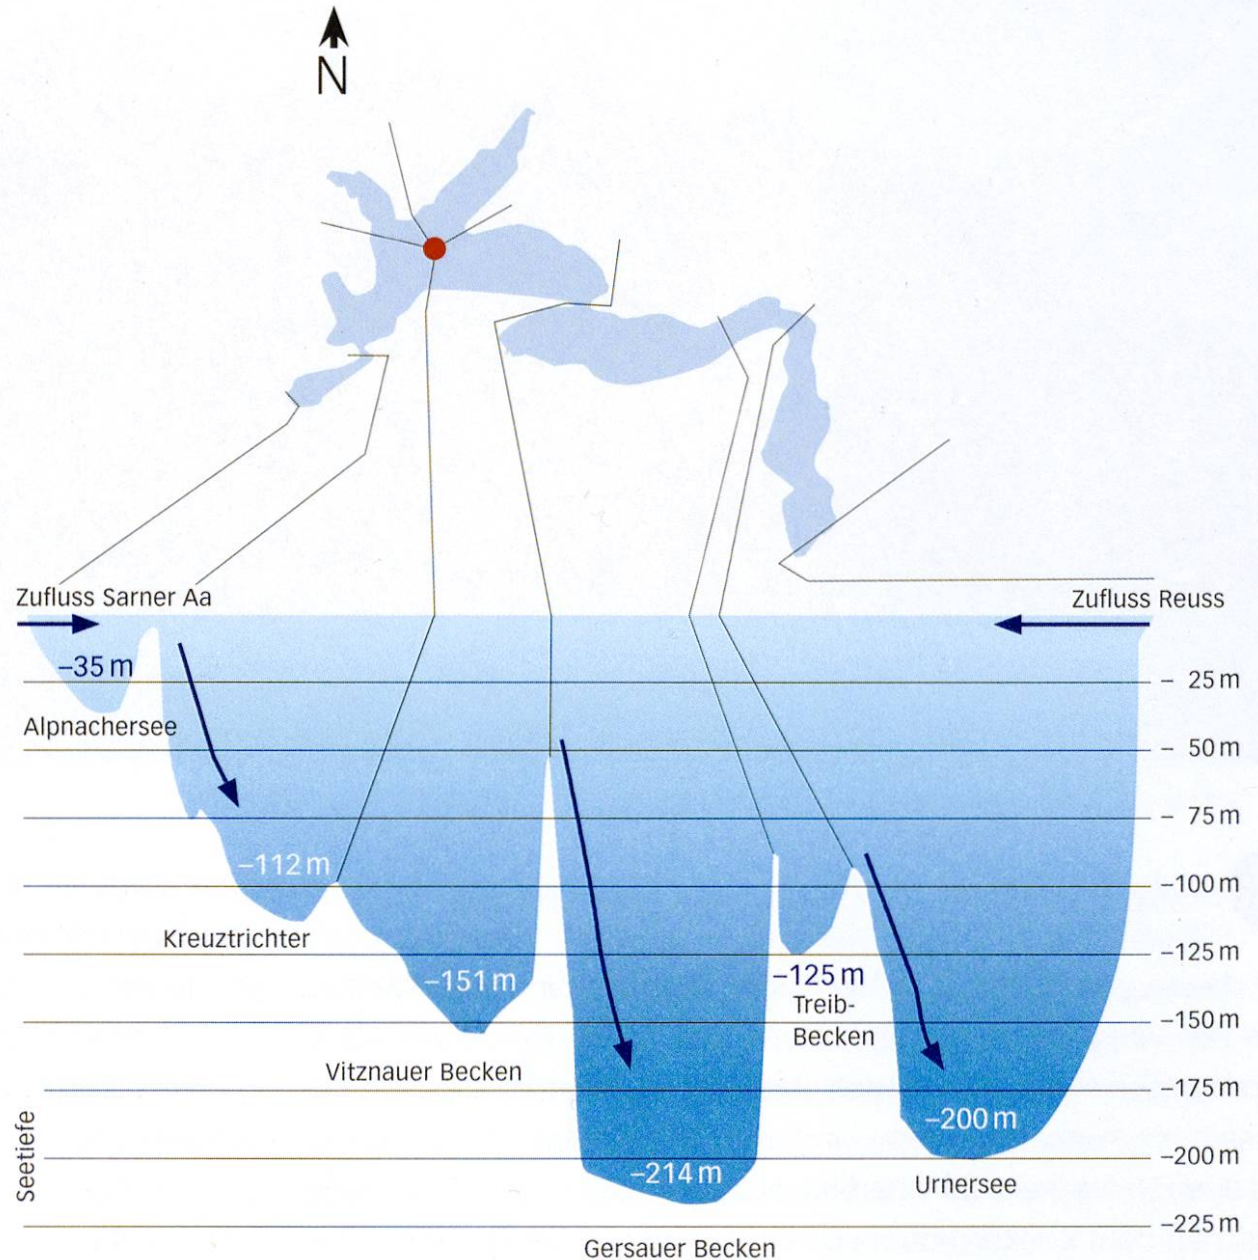 N
Zufluss Sarner Aa
Zufluss Reuss
–35 m
– 25 m
Alpnachersee
– 50 m
– 75 m
–112 m
–100 m
Kreuztrichter
–125 m
–151 m
–125 m
Treib-
Becken
–150 m
Vitznauer Becken
–175 m
–200 m
Seetiefe
–214 m
–200 m
Urnersee
–225 m
Gersauer Becken